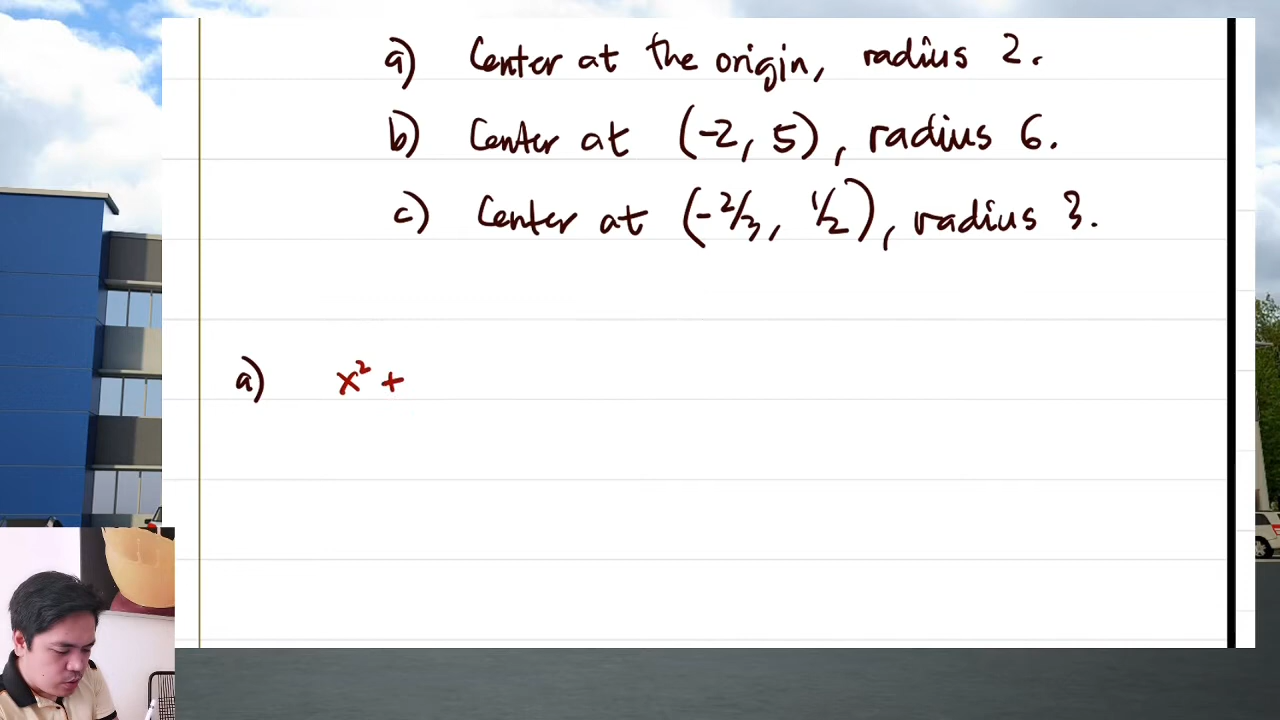 a) Center at the origin, radius 2.
b) Center at (-2, 5), radius 6.
c) Center at (-2/3, 1/2), radius 3.
a) x² +